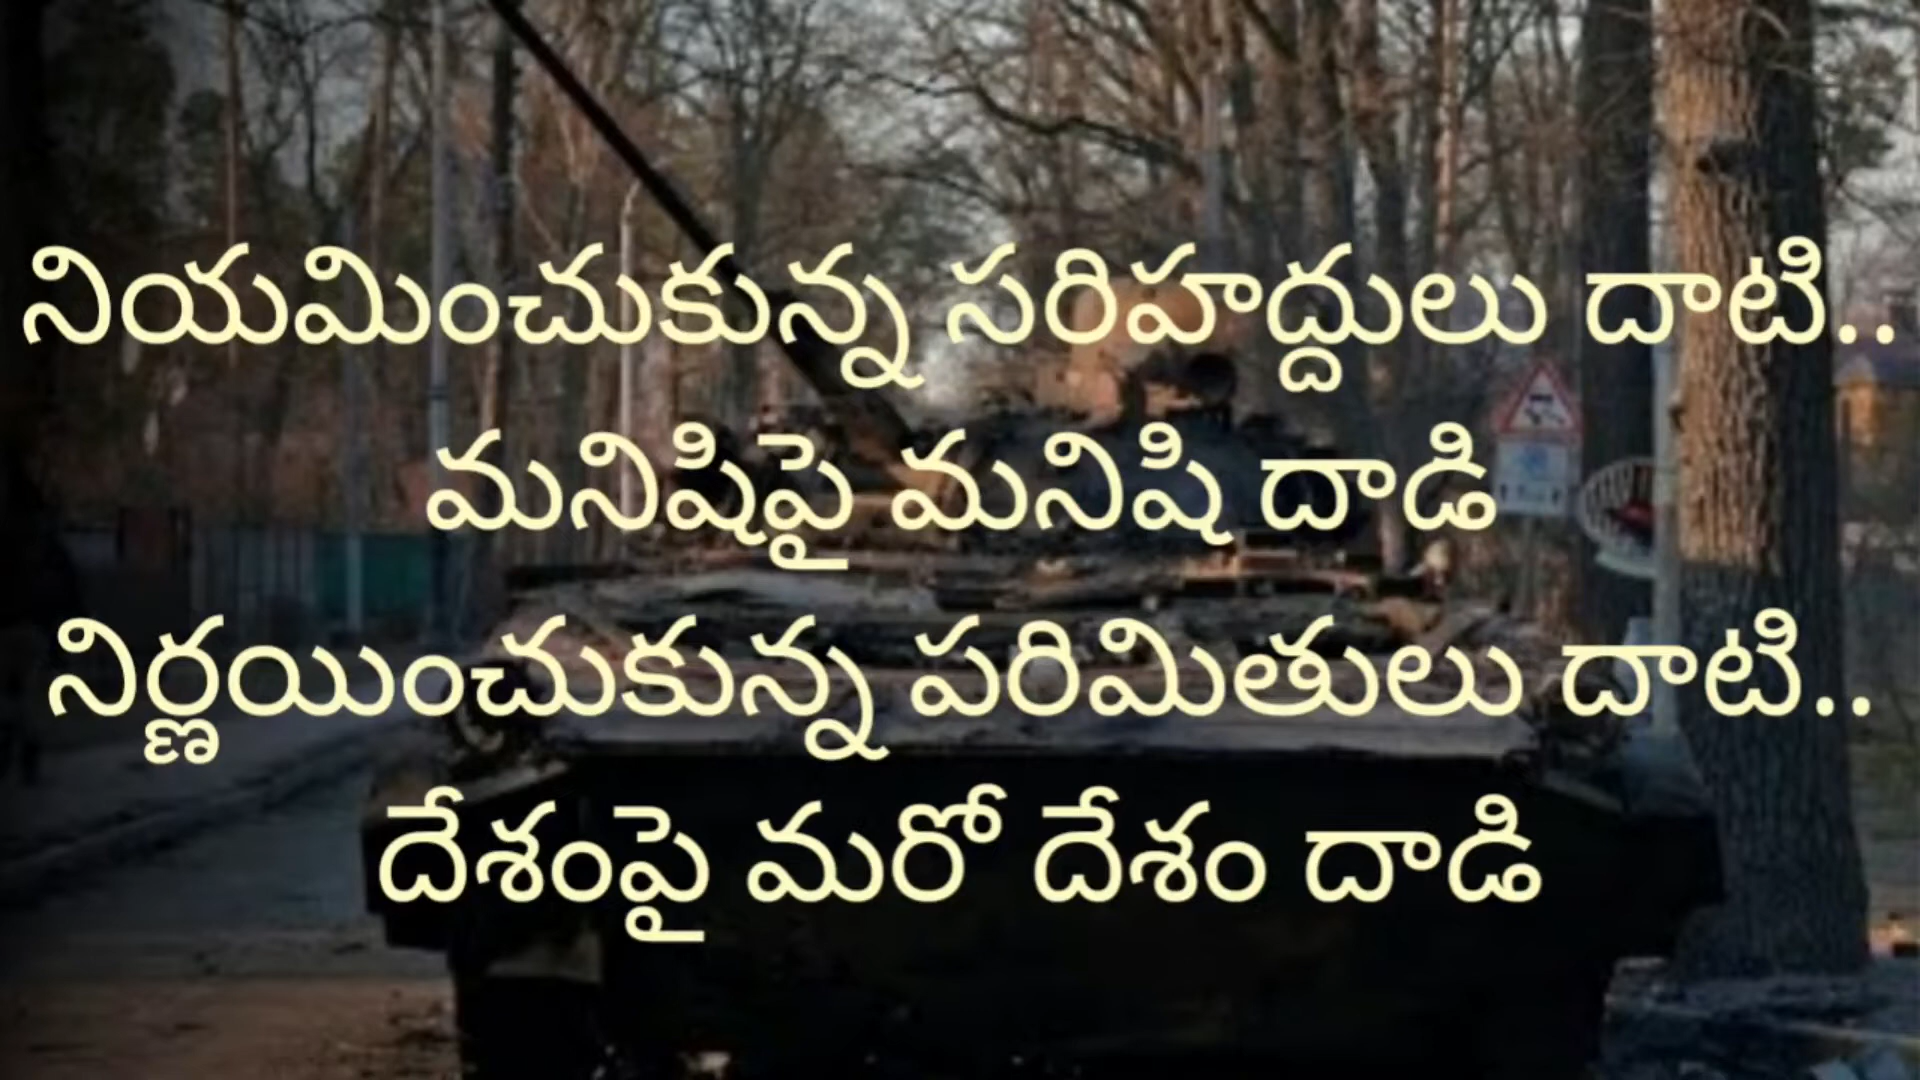 నియమించుకున్న సరిహద్దులు దాటి..
మనిషిపై మనిషి దాడి
నిర్ణయించుకున్న పరిమితులు దాటి..
దేశంపై మరో దేశం దాడి